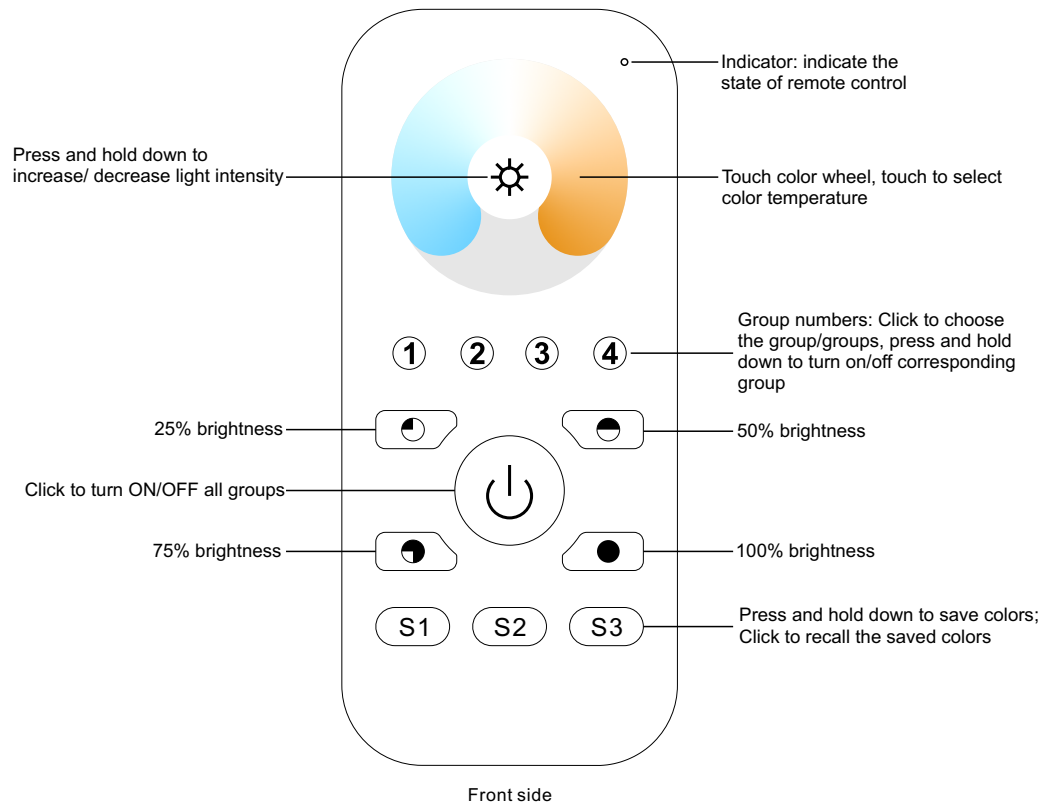 Indicator: indicate the
state of remote control
Press and hold down to
increase/ decrease light intensity
Touch color wheel, touch to select
color temperature
Group numbers: Click to choose
the group/groups, press and hold
down to turn on/off corresponding
group
1 2 3 4
25% brightness
50% brightness
Click to turn ON/OFF all groups
75% brightness
100% brightness
S1 S2 S3
Press and hold down to save colors;
Click to recall the saved colors
Front side